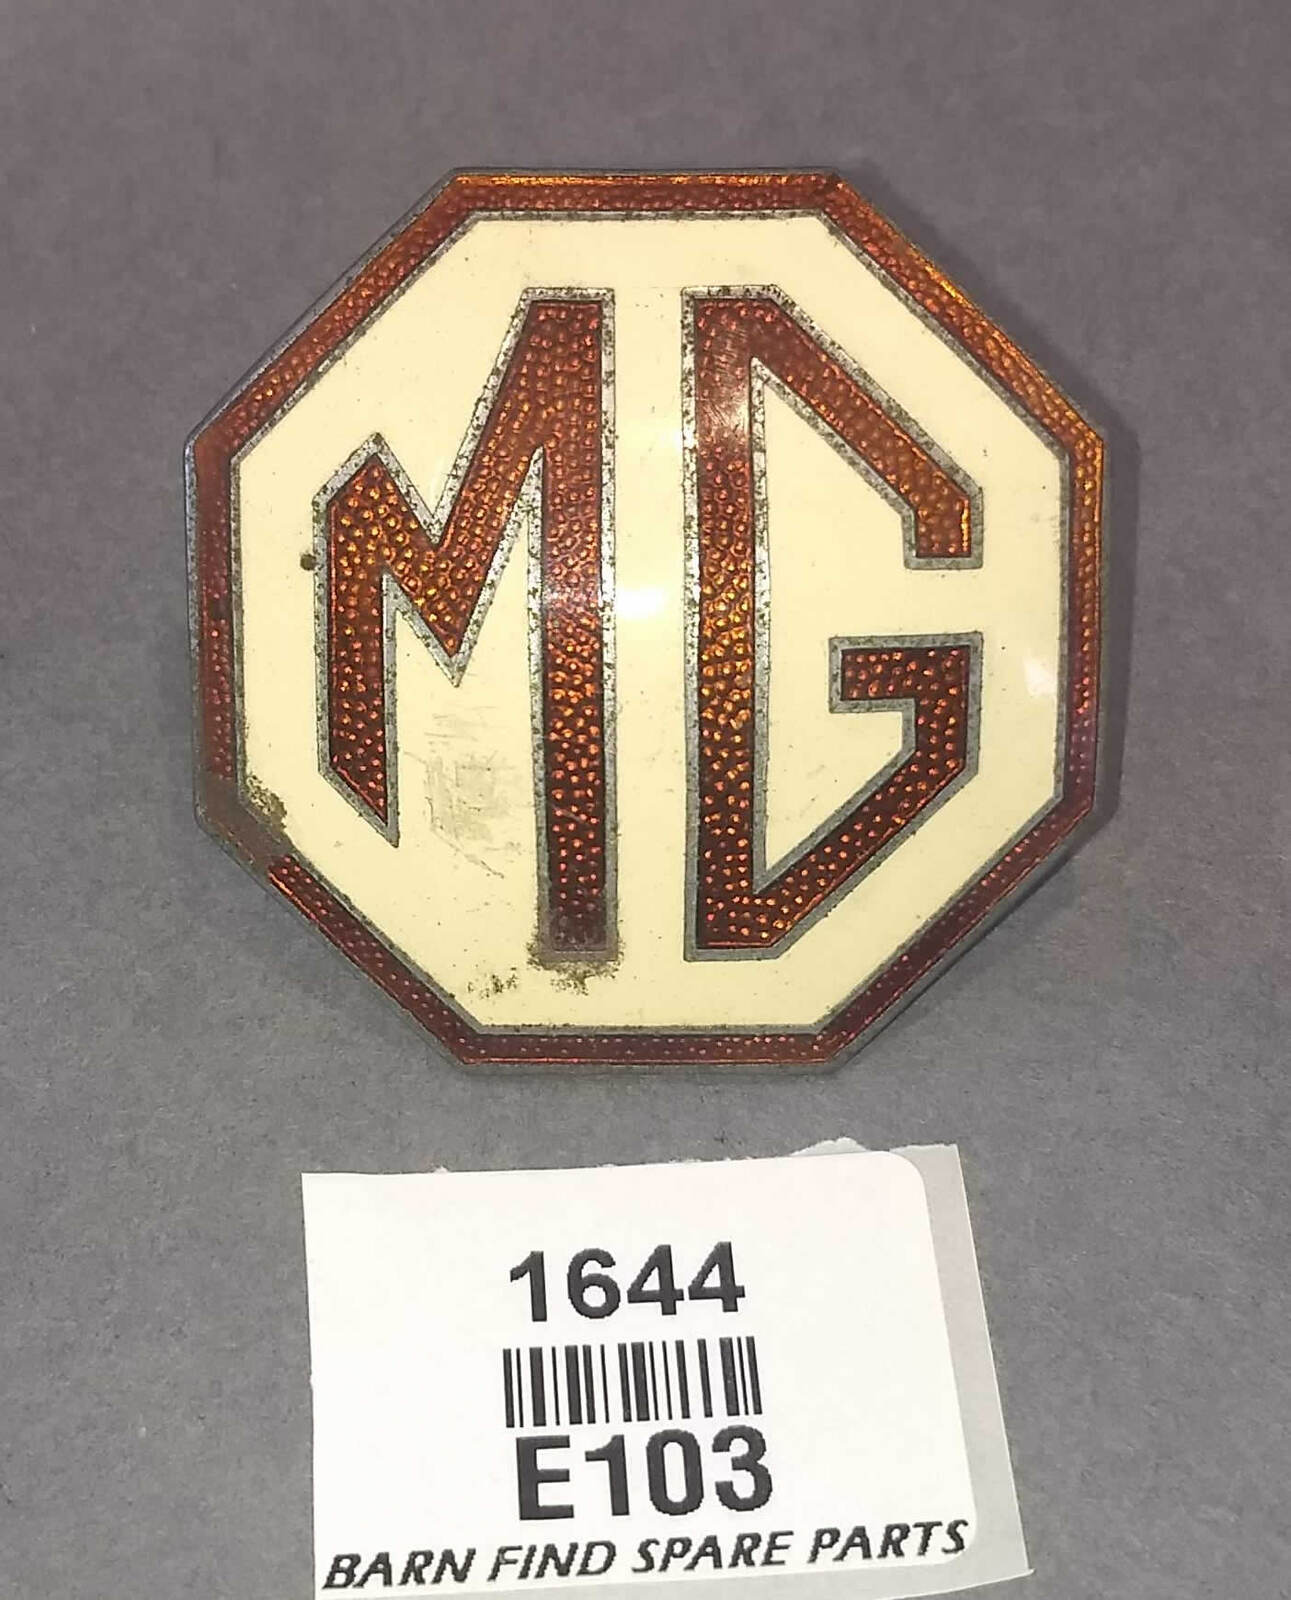 MG
1644
E103
BARN FIND SPARE PARTS